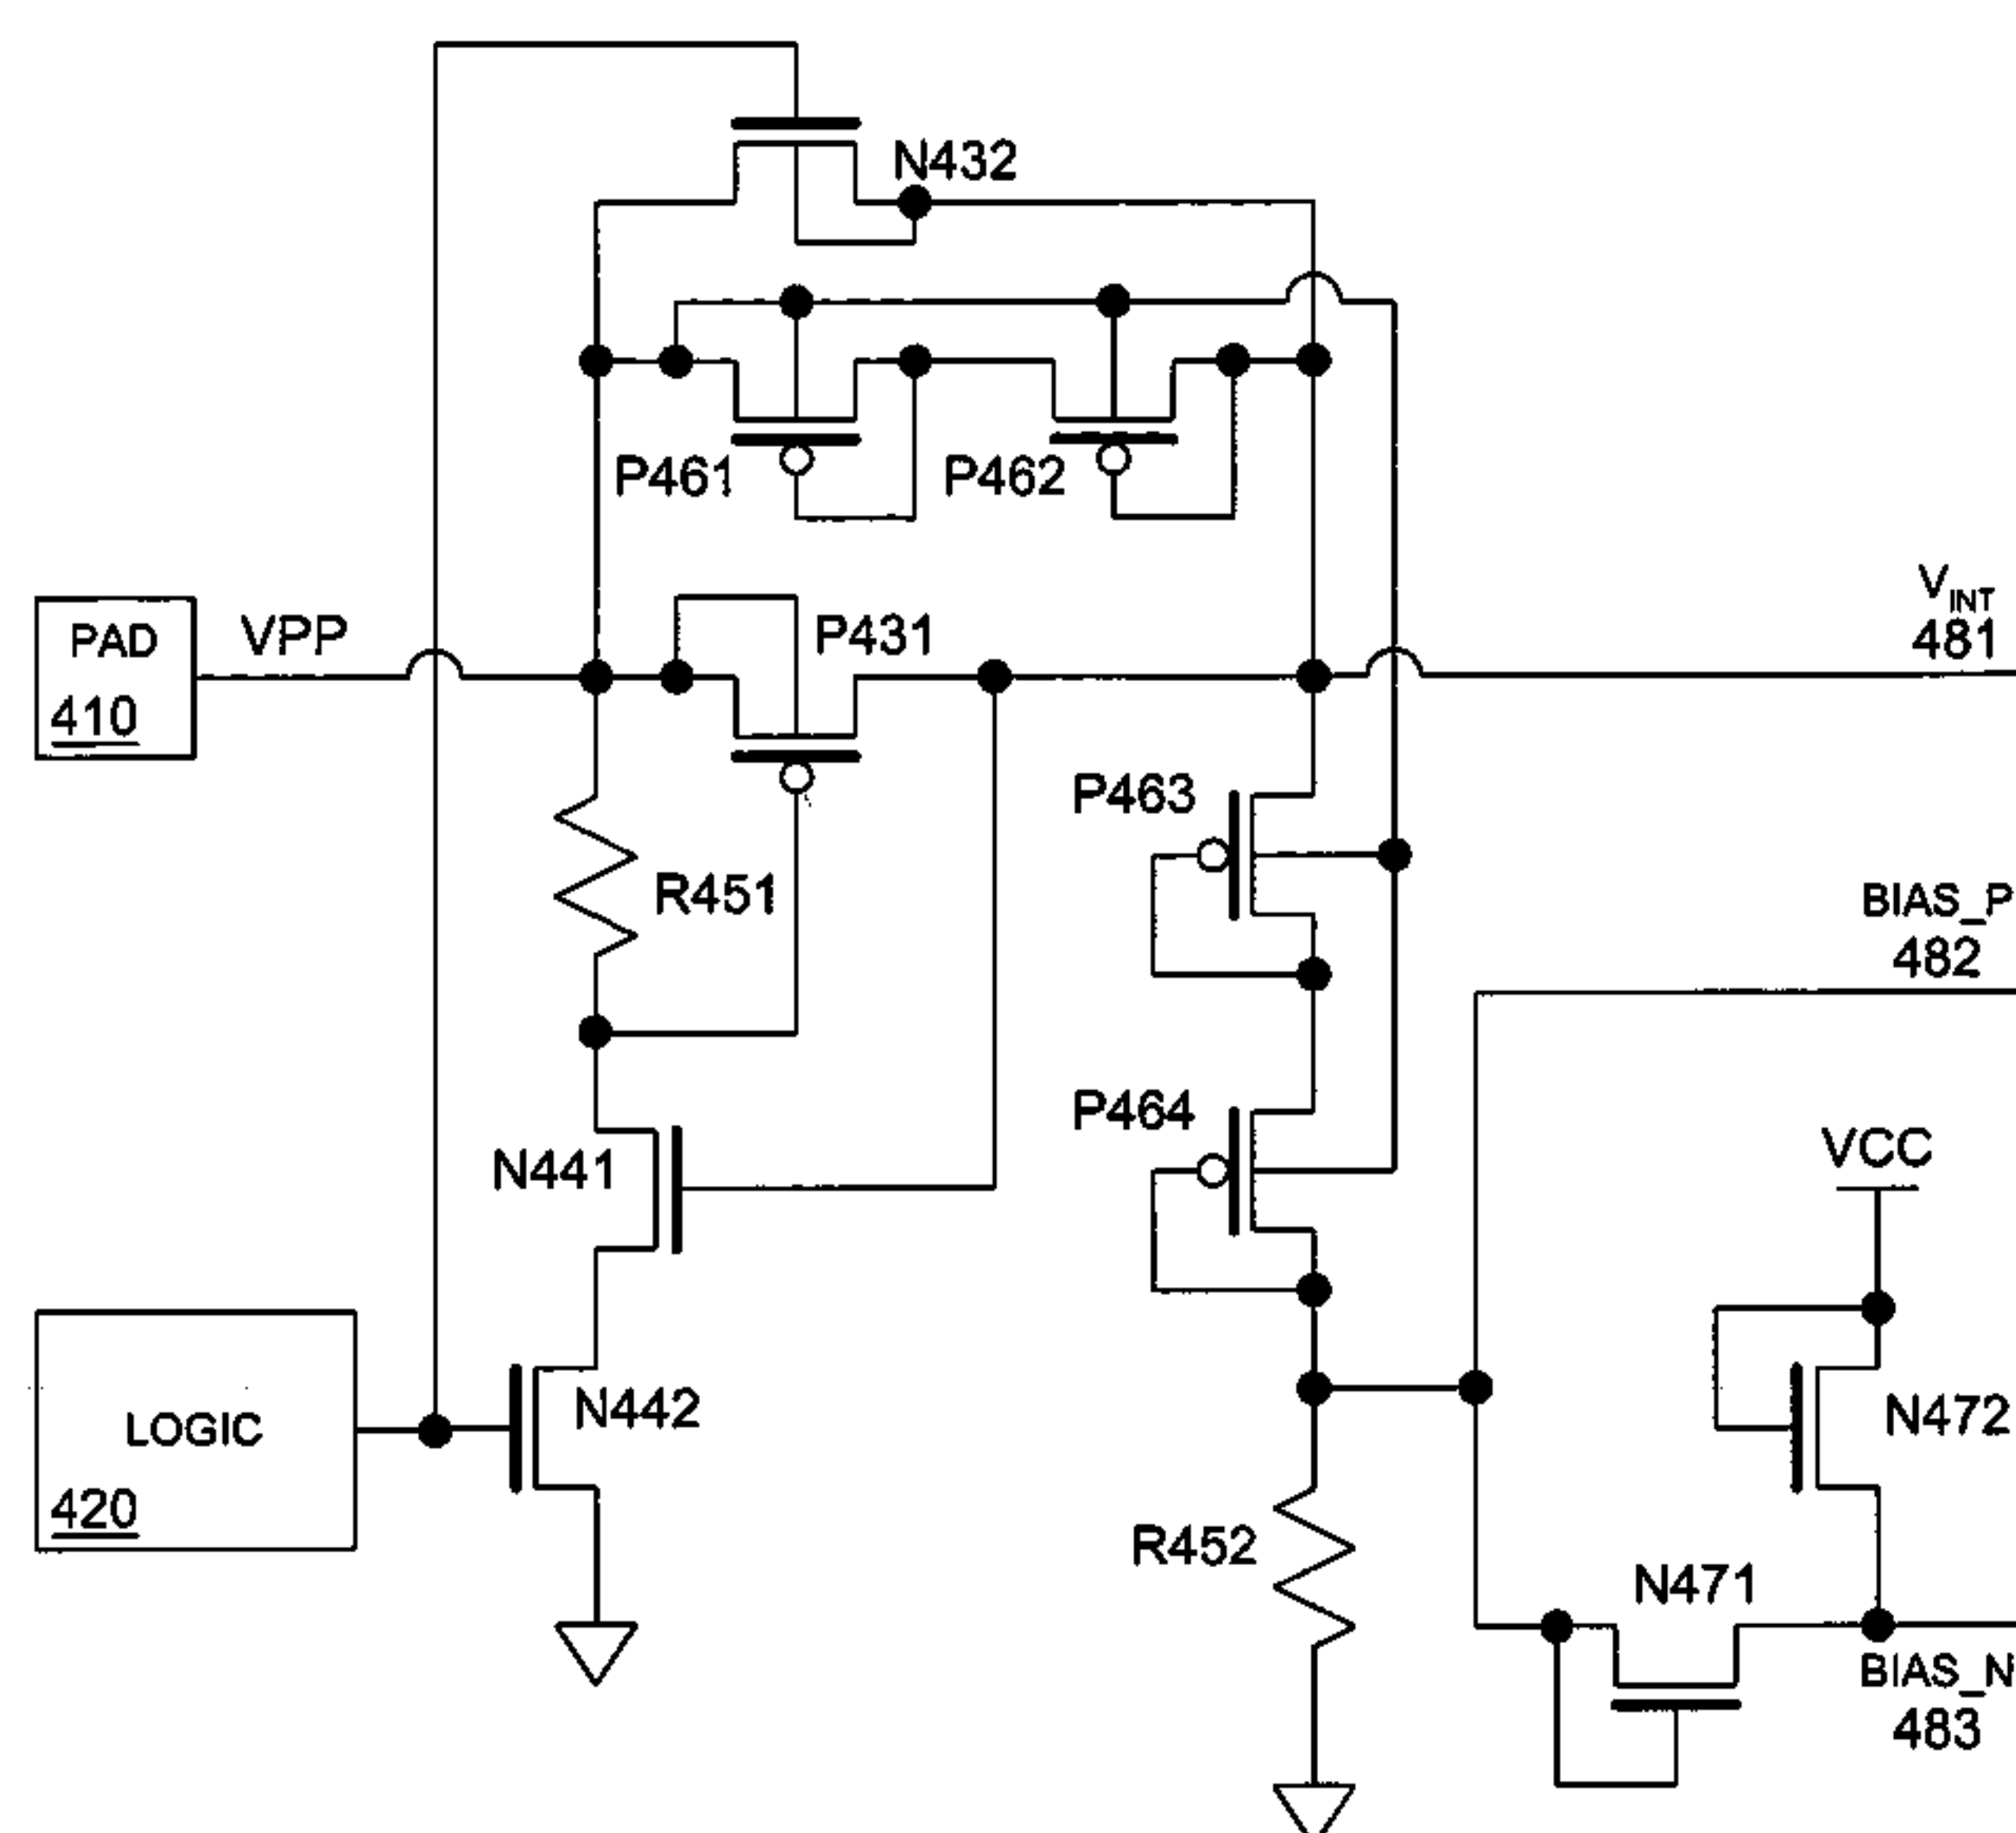 N432
P461
P462
PAD
410
VPP
P431
V INT
481
P463
R451
BIAS_P
482
P464
N441
VCC
LOGIC
420
N442
N472
R452
N471
BIAS_N
483